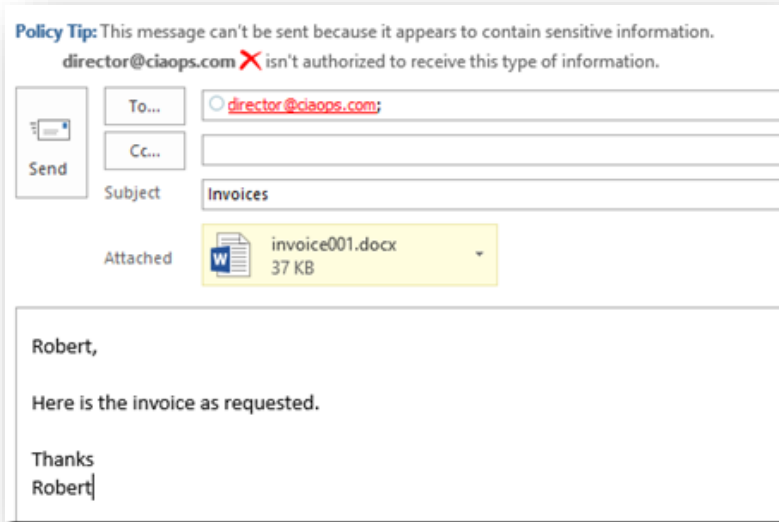 Policy Tip: This message can't be sent because it appears to contain sensitive information.
director@ciaops.com isn't authorized to receive this type of information.
Send
To...
director@ciaops.com;
Cc...
Subject
Invoices
Attached
W
invoice001.docx
37 KB
Robert,
Here is the invoice as requested.
Thanks
Robert